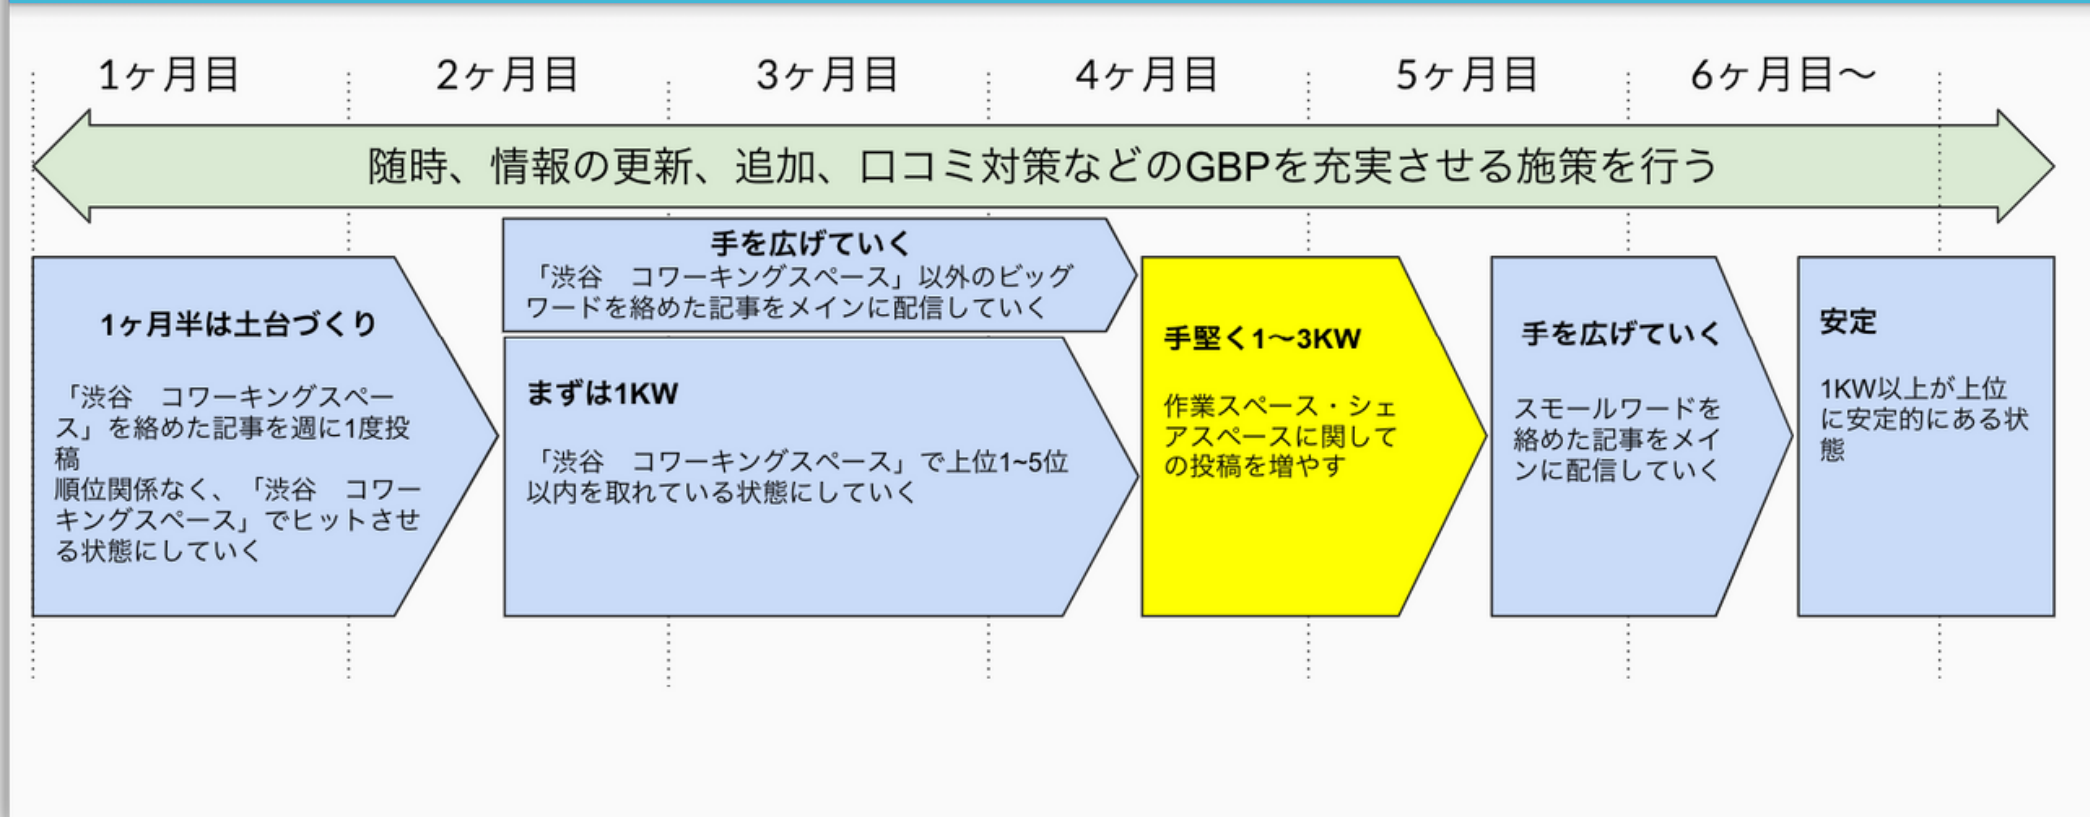 1ヶ月目
2ヶ月目
3ヶ月目
4ヶ月目
5ヶ月目
6ヶ月目〜
随時、情報の更新、追加、口コミ対策などのGBPを充実させる施策を行う
1ヶ月半は土台づくり
「渋谷　コワーキングスペー
ス」を絡めた記事を週に1度投
稿
順位関係なく、「渋谷　コワー
キングスペース」でヒットさせ
る状態にしていく
手を広げていく
「渋谷　コワーキングスペース」以外のビッグ
ワードを絡めた記事をメインに配信していく
まずは1KW
「渋谷　コワーキングスペース」で上位1~5位
以内を取れている状態にしていく
手堅く1〜3KW
作業スペース・シェ
アスペースに関して
の投稿を増やす
手を広げていく
スモールワードを
絡めた記事をメイ
ンに配信していく
安定
1KW以上が上位
に安定的にある状
態